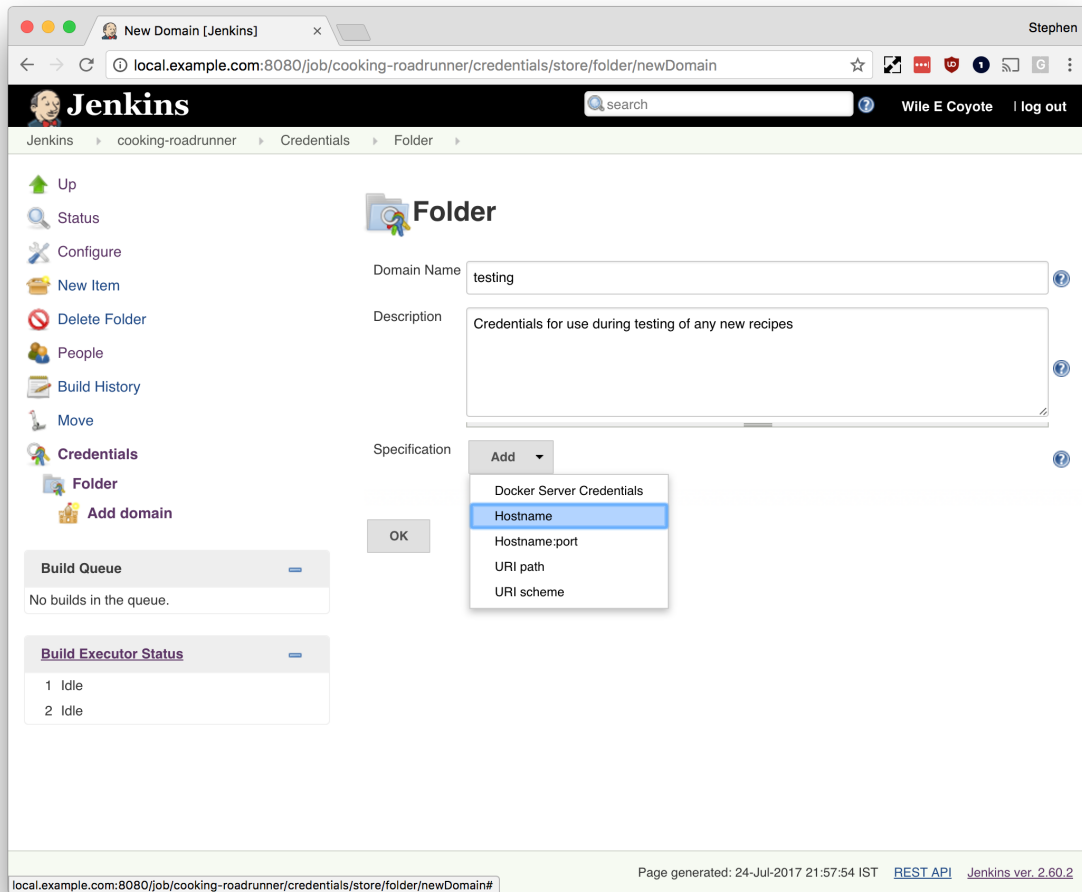 New Domain [Jenkins]
Stephen
local.example.com:8080/job/cooking-roadrunner/credentials/store/folder/newDomain
Jenkins
search
Wile E Coyote
| log out
Jenkins
cooking-roadrunner
Credentials
Folder
Up
Status
Configure
New Item
Delete Folder
People
Build History
Move
Credentials
Folder
Add domain
Build Queue
No builds in the queue.
Build Executor Status
1 Idle
2 Idle
Folder
Domain Name
testing
Description
Credentials for use during testing of any new recipes
Specification
Add
Docker Server Credentials
Hostname
Hostname:port
URI path
URI scheme
OK
Page generated: 24-Jul-2017 21:57:54 IST
REST API
Jenkins ver. 2.60.2
local.example.com:8080/job/cooking-roadrunner/credentials/store/folder/newDomain#